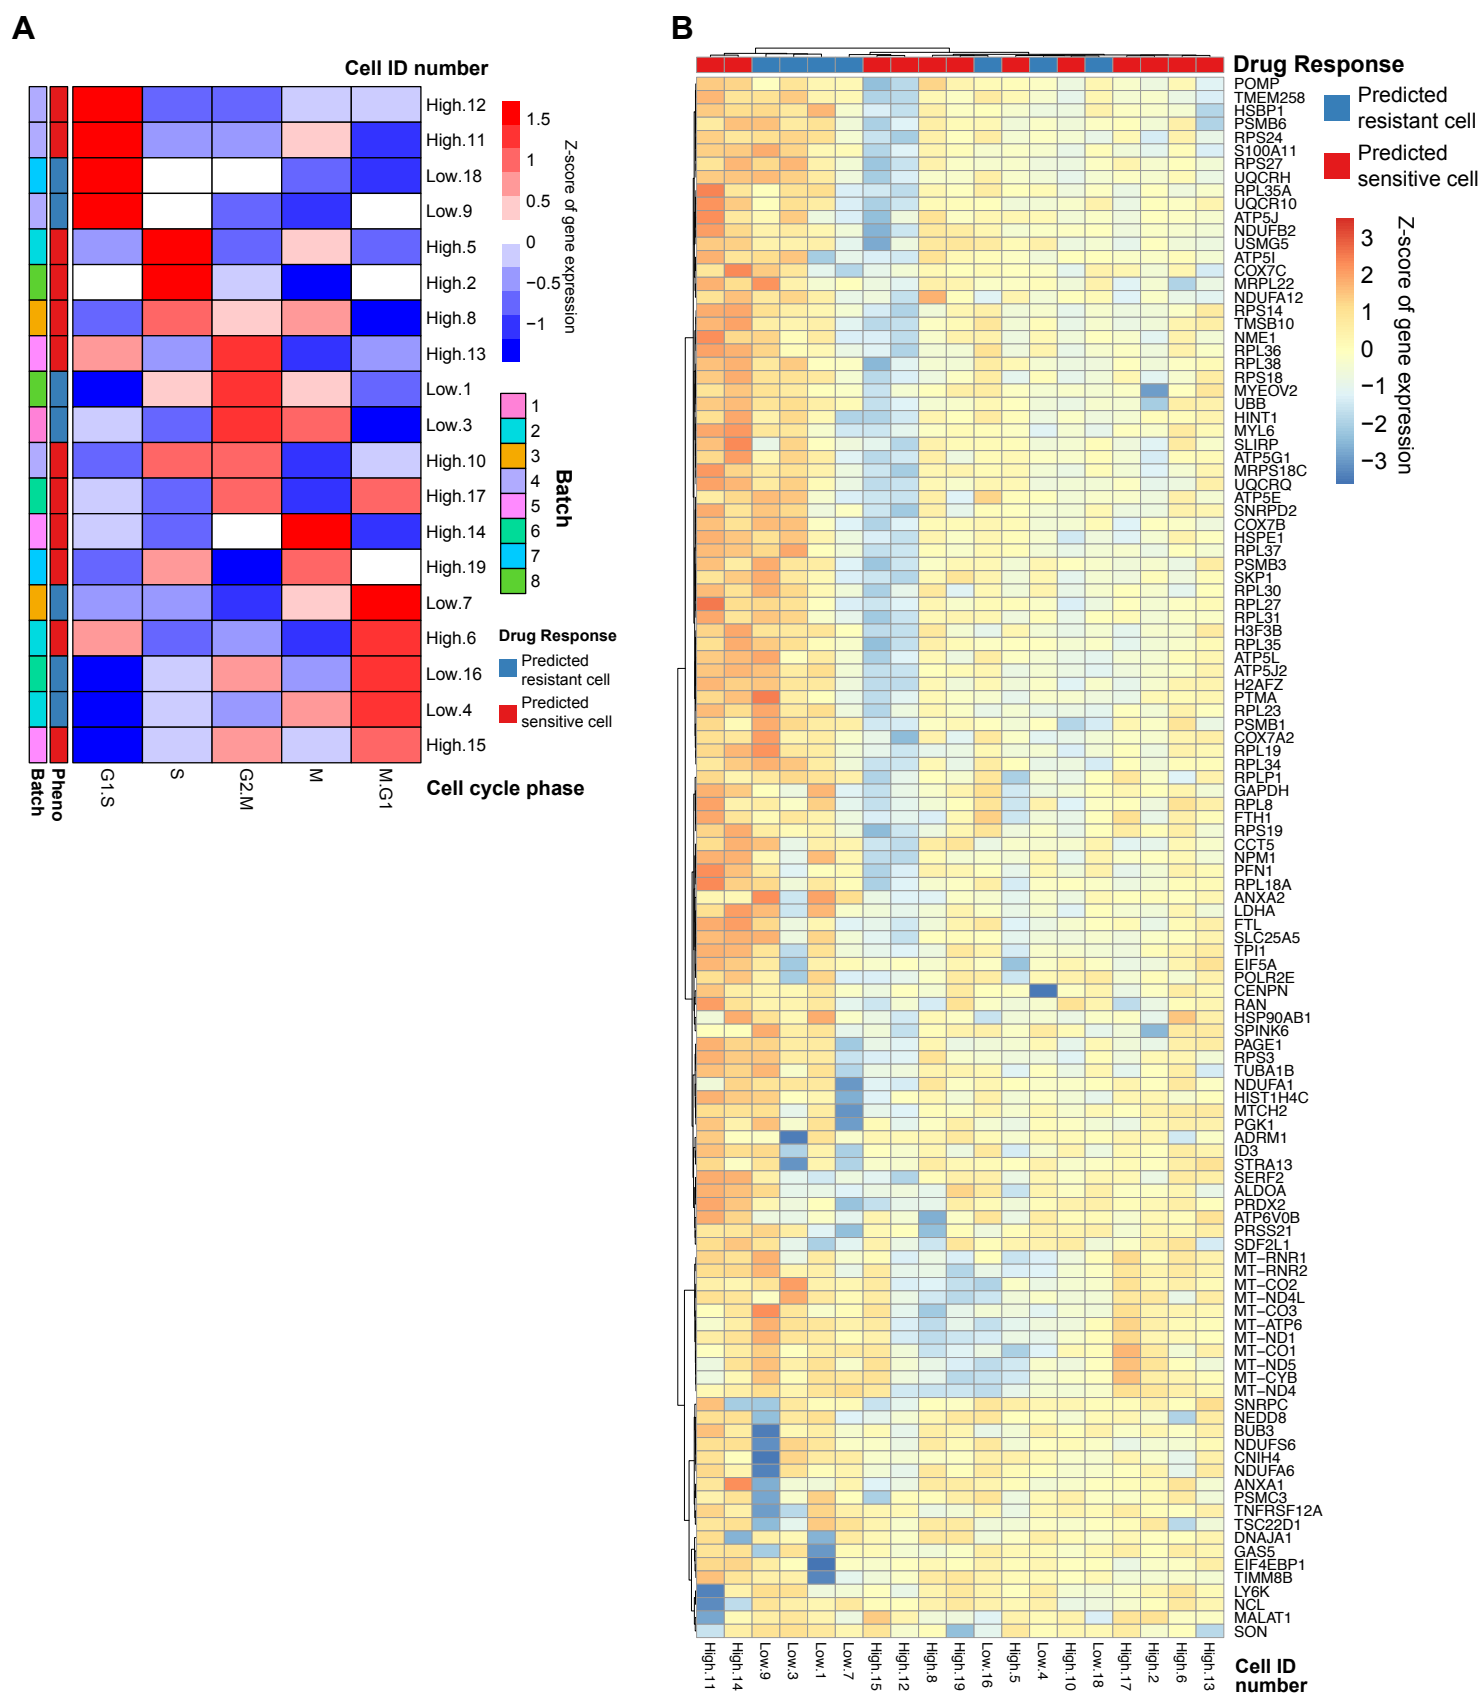 A
Cell ID number
High.12
High.11
Low.18
Low.9
High.5
High.2
High.8
High.13
Low.1
Low.3
High.10
High.17
High.14
High.19
Low.7
High.6
Low.16
Low.4
High.15
Batch
Pheno
G1.S
S
G2.M
M
M.G1
Cell cycle phase
1.5
1
0.5
0
−0.5
−1
Z-score of gene expression
1
2
3
4
5
6
7
8
Batch
Drug Response
Predicted
resistant cell
Predicted
sensitive cell
B
Drug Response
Predicted
resistant cell
Predicted
sensitive cell
3
2
1
0
−1
−2
−3
Z-score of gene expression
POMP
TMEM258
HSBP1
PSMB6
RPS24
S100A11
RPS27
UQCRH
RPL35A
UQCR10
ATP5J
NDUFB2
USMG5
ATP5I
COX7C
MRPL22
NDUFA12
RPS14
TMSB10
NME1
RPL36
RPL38
RPS18
MYEOV2
UBB
HINT1
MYL6
SLIRP
ATP5G1
MRPS18C
UQCRQ
ATP5E
SNRPD2
COX7B
HSPE1
RPL37
PSMB3
SKP1
RPL30
RPL27
RPL31
H3F3B
RPL35
ATP5L
ATP5J2
H2AFZ
PTMA
RPL23
PSMB1
COX7A2
RPL19
RPL34
RPLP1
GAPDH
RPL8
FTH1
RPS19
CCT5
NPM1
PFN1
RPL18A
ANXA2
LDHA
FTL
SLC25A5
TPI1
EIF5A
POLR2E
CENPN
RAN
HSP90AB1
SPINK6
PAGE1
RPS3
TUBA1B
NDUFA1
HIST1H4C
MTCH2
PGK1
ADRM1
ID3
STRA13
SERF2
ALDOA
PRDX2
ATP6V0B
PRSS21
SDF2L1
MT−RNR1
MT−RNR2
MT−CO2
MT−ND4L
MT−CO3
MT−ATP6
MT−ND1
MT−CO1
MT−ND5
MT−CYB
MT−ND4
SNRPC
NEDD8
BUB3
NDUFS6
CNIH4
NDUFA6
ANXA1
PSMC3
TNFRSF12A
TSC22D1
DNAJA1
GAS5
EIF4EBP1
TIMM8B
LY6K
NCL
MALAT1
SON
High.11
High.14
Low.9
Low.3
Low.1
Low.7
High.15
High.12
High.8
High.19
Low.16
High.5
Low.4
High.10
Low.18
High.17
High.2
High.6
High.13
Cell ID
number